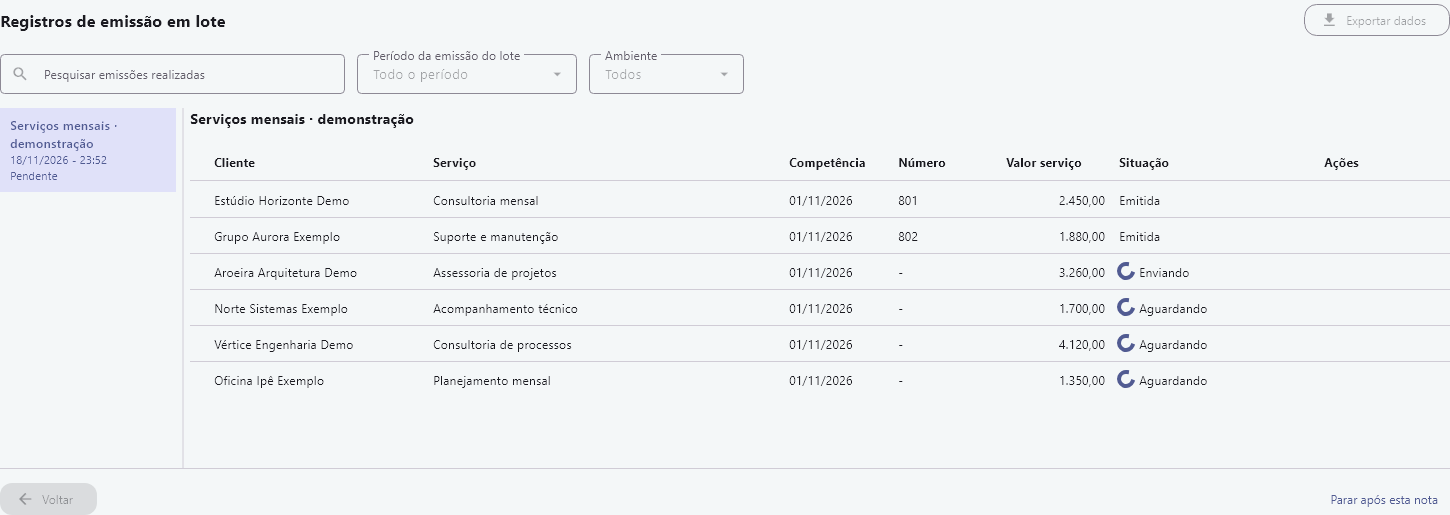 Registros de emissão em lote
Exportar dados
Pesquisar emissões realizadas
Período da emissão do lote
Todo o período
Ambiente
Todos
Serviços mensais ·
demonstração
18/11/2026 - 23:52
Pendente
Serviços mensais · demonstração
Cliente Serviço Competência Número Valor serviço Situação Ações
Estúdio Horizonte Demo Consultoria mensal 01/11/2026 801 2.450,00 Emitida
Grupo Aurora Exemplo Suporte e manutenção 01/11/2026 802 1.880,00 Emitida
Aroeira Arquitetura Demo Assessoria de projetos 01/11/2026 - 3.260,00 Enviando
Norte Sistemas Exemplo Acompanhamento técnico 01/11/2026 - 1.700,00 Aguardando
Vértice Engenharia Demo Consultoria de processos 01/11/2026 - 4.120,00 Aguardando
Oficina Ipê Exemplo Planejamento mensal 01/11/2026 - 1.350,00 Aguardando
Voltar
Parar após esta nota